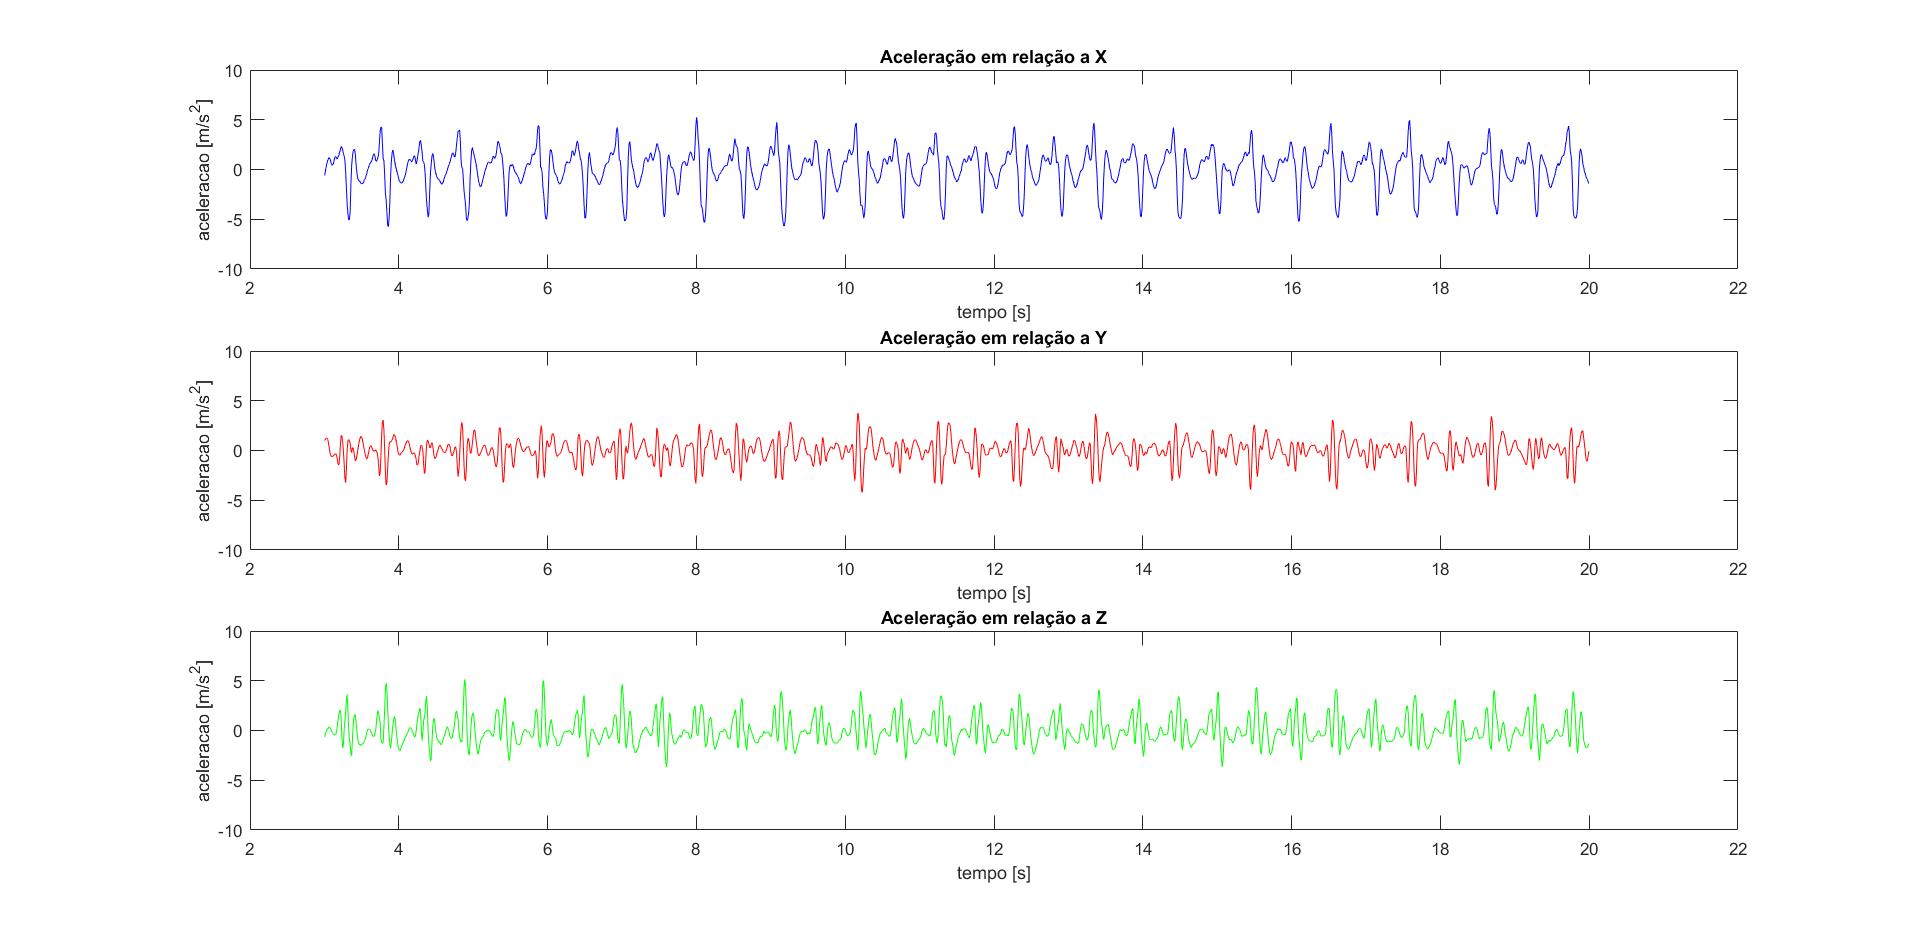 Aceleração em relação a X
10
5
0
-5
-10
aceleracao [m/s²]
2 4 6 8 10 12 14 16 18 20 22
tempo [s]
Aceleração em relação a Y
10
5
0
-5
-10
aceleracao [m/s²]
2 4 6 8 10 12 14 16 18 20 22
tempo [s]
Aceleração em relação a Z
10
5
0
-5
-10
aceleracao [m/s²]
2 4 6 8 10 12 14 16 18 20 22
tempo [s]